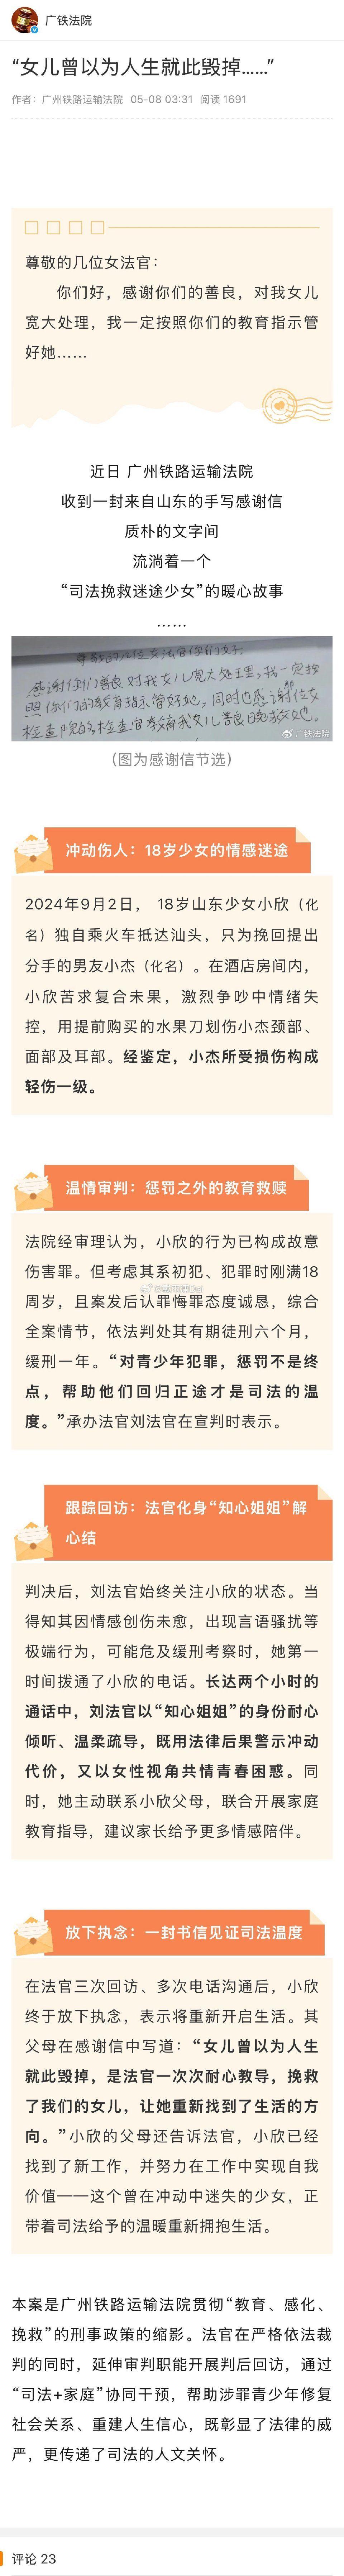 广铁法院
“女儿曾以为人生就此毁掉……”
作者：广州铁路运输法院 05-08 03:31 阅读 1691
尊敬的几位女法官：
你们好，感谢你们的善良，对我女儿
宽大处理，我一定按照你们的教育指示管
好她……
近日 广州铁路运输法院
收到一封来自山东的手写感谢信
质朴的文字间
流淌着一个
“司法挽救迷途少女”的暖心故事
……
尊敬的几位女法官你们好
感谢你们善良对我女儿宽大处理，我一定按
照你们的教育指示管好她，同时也感谢位女
检查院的检查官教育我女儿善良挽救她。
广铁法院
（图为感谢信节选）
冲动伤人：18岁少女的情感迷途
2024年9月2日， 18岁山东少女小欣（化
名）独自乘火车抵达汕头，只为挽回提出
分手的男友小杰（化名）。在酒店房间内，
小欣苦求复合未果，激烈争吵中情绪失
控，用提前购买的水果刀划伤小杰颈部、
面部及耳部。经鉴定，小杰所受损伤构成
轻伤一级。
温情审判：惩罚之外的教育救赎
法院经审理认为，小欣的行为已构成故意
伤害罪。但考虑其系初犯、犯罪时刚满18
周岁，且案发后认罪悔罪态度诚恳，综合
全案情节，依法判处其有期徒刑六个月，
缓刑一年。“对青少年犯罪，惩罚不是终
点，帮助他们回归正途才是司法的温
度。”承办法官刘法官在宣判时表示。
跟踪回访：法官化身“知心姐姐”解
心结
判决后，刘法官始终关注小欣的状态。当
得知其因情感创伤未愈，出现言语骚扰等
极端行为，可能危及缓刑考察时，她第一
时间拨通了小欣的电话。长达两个小时的
通话中，刘法官以“知心姐姐”的身份耐心
倾听、温柔疏导，既用法律后果警示冲动
代价，又以女性视角共情青春困惑。同
时，她主动联系小欣父母，联合开展家庭
教育指导，建议家长给予更多情感陪伴。
放下执念：一封书信见证司法温度
在法官三次回访、多次电话沟通后，小欣
终于放下执念，表示将重新开启生活。其
父母在感谢信中写道：“女儿曾以为人生
就此毁掉，是法官一次次耐心教导，挽救
了我们的女儿，让她重新找到了生活的方
向。”小欣的父母还告诉法官，小欣已经
找到了新工作，并努力在工作中实现自我
价值——这个曾在冲动中迷失的少女，正
带着司法给予的温暖重新拥抱生活。
本案是广州铁路运输法院贯彻“教育、感化、
挽救”的刑事政策的缩影。法官在严格依法裁
判的同时，延伸审判职能开展判后回访，通过
“司法+家庭”协同干预，帮助涉罪青少年修复
社会关系、重建人生信心，既彰显了法律的威
严，更传递了司法的人文关怀。
评论 23